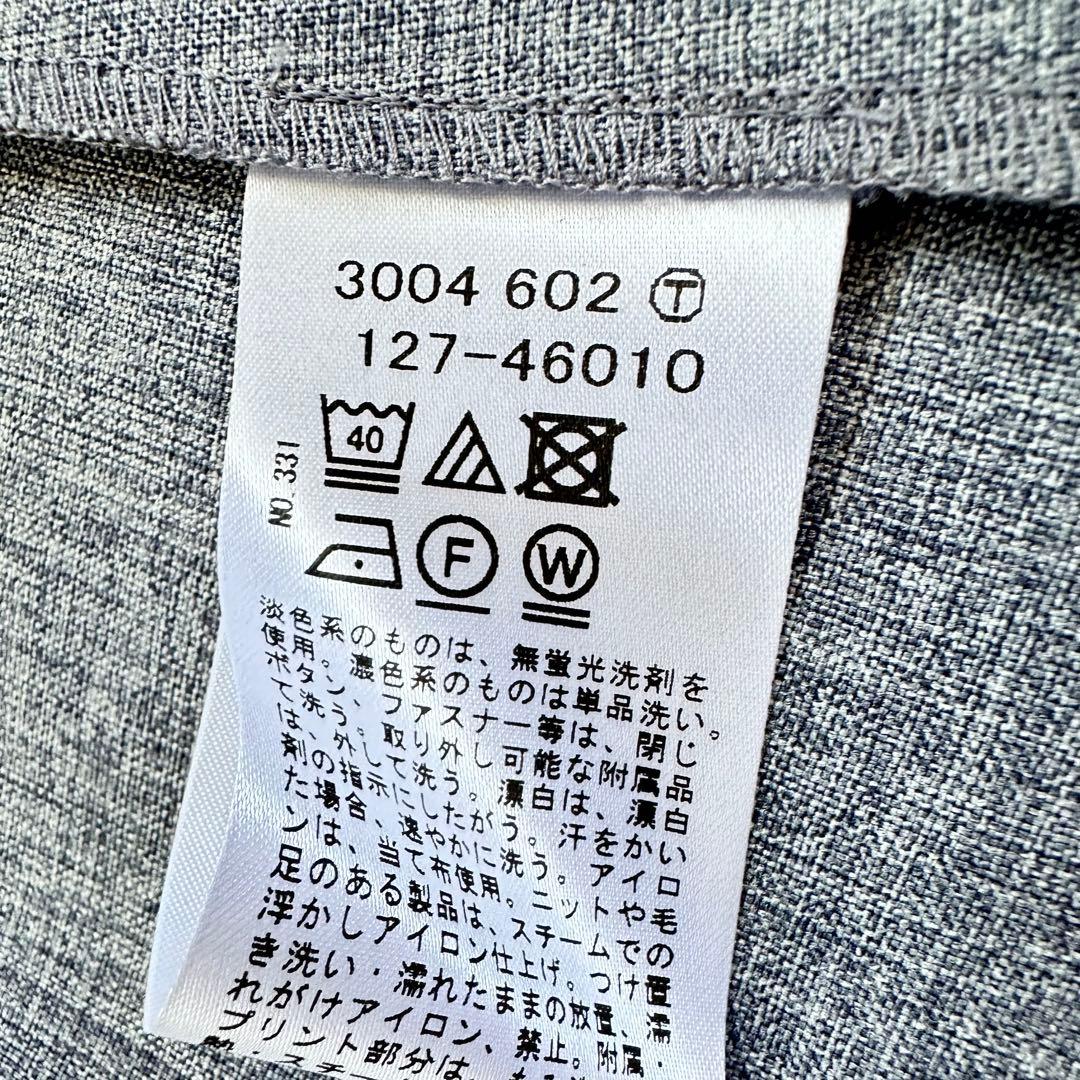 3004 602 Ⓣ
127-46010
NO.331
40
F
W
淡色系のものは、無蛍光洗剤を
使用。濃色系のものは単品洗い。
ボタン、ファスナー等は、閉じ
て洗う。取り外し可能な附属品
は、外して洗う。漂白は、漂白
剤の指示にしたがう。汗をかい
た場合、速やかに洗う。アイロ
ンは、当て布使用。ニットや毛
足のある製品は、スチームでの
浮かしアイロン仕上げ。つけ置
き洗い・濡れたままの放置、濡
れがけアイロン、禁止。附属・
プリント部分は、